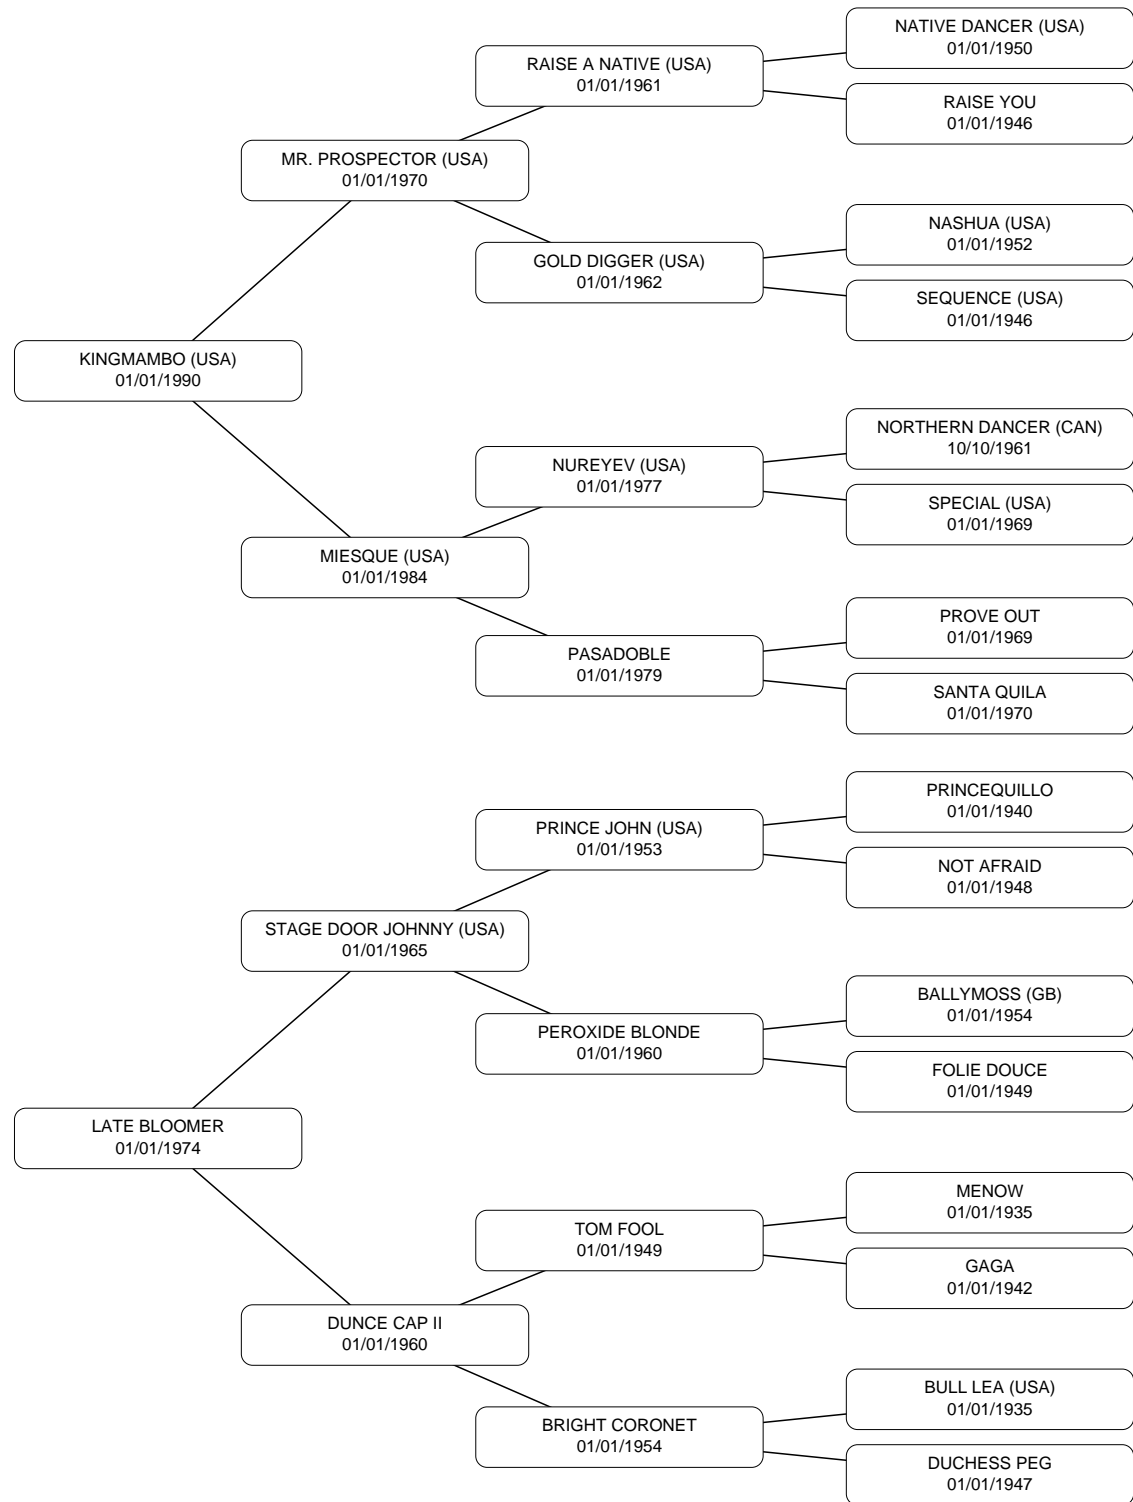 NATIVE DANCER (USA)
01/01/1950
RAISE A NATIVE (USA)
01/01/1961
RAISE YOU
01/01/1946
MR. PROSPECTOR (USA)
01/01/1970
NASHUA (USA)
01/01/1952
GOLD DIGGER (USA)
01/01/1962
SEQUENCE (USA)
01/01/1946
KINGMAMBO (USA)
01/01/1990
NORTHERN DANCER (CAN)
10/10/1961
NUREYEV (USA)
01/01/1977
SPECIAL (USA)
01/01/1969
MIESQUE (USA)
01/01/1984
PROVE OUT
01/01/1969
PASADOBLE
01/01/1979
SANTA QUILA
01/01/1970
PRINCEQUILLO
01/01/1940
PRINCE JOHN (USA)
01/01/1953
NOT AFRAID
01/01/1948
STAGE DOOR JOHNNY (USA)
01/01/1965
BALLYMOSS (GB)
01/01/1954
PEROXIDE BLONDE
01/01/1960
FOLIE DOUCE
01/01/1949
LATE BLOOMER
01/01/1974
MENOW
01/01/1935
TOM FOOL
01/01/1949
GAGA
01/01/1942
DUNCE CAP II
01/01/1960
BULL LEA (USA)
01/01/1935
BRIGHT CORONET
01/01/1954
DUCHESS PEG
01/01/1947